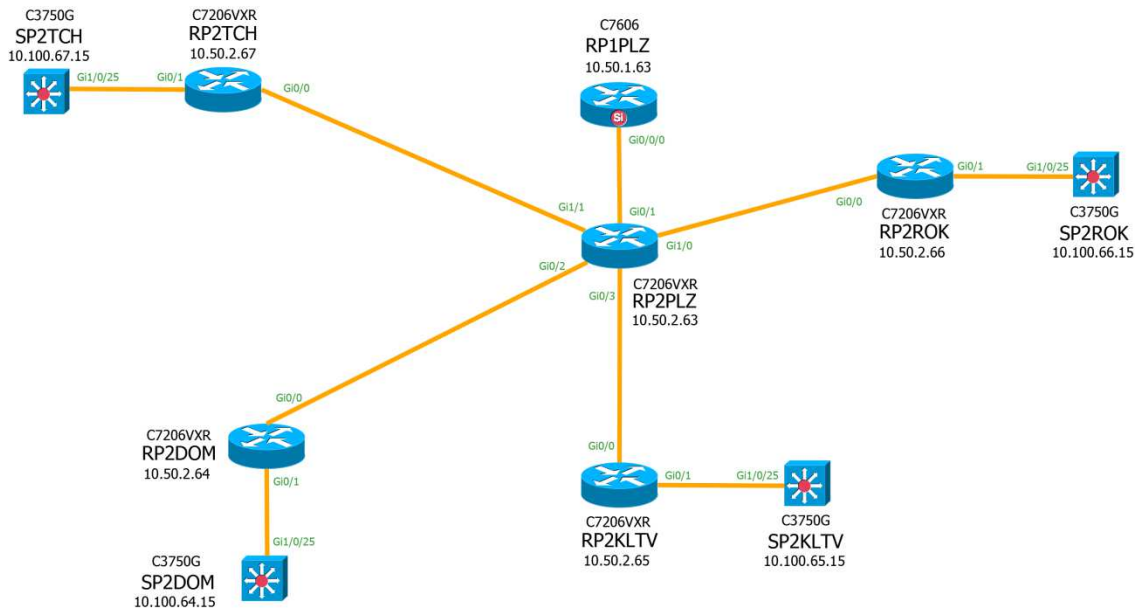 C3750G
SP2TCH
10.100.67.15
Gi1/0/25
Gi0/1
C7206VXR
RP2TCH
10.50.2.67
Gi0/0
C7606
RP1PLZ
10.50.1.63
Si
Gi0/0/0
Gi0/1
Gi1/1
Gi1/0
Gi0/2
Gi0/3
C7206VXR
RP2PLZ
10.50.2.63
Gi0/0
Gi0/1
C7206VXR
RP2ROK
10.50.2.66
Gi1/0/25
C3750G
SP2ROK
10.100.66.15
Gi0/0
C7206VXR
RP2DOM
10.50.2.64
Gi0/1
Gi1/0/25
C3750G
SP2DOM
10.100.64.15
Gi0/0
Gi0/1
C7206VXR
RP2KLTV
10.50.2.65
Gi1/0/25
C3750G
SP2KLTV
10.100.65.15